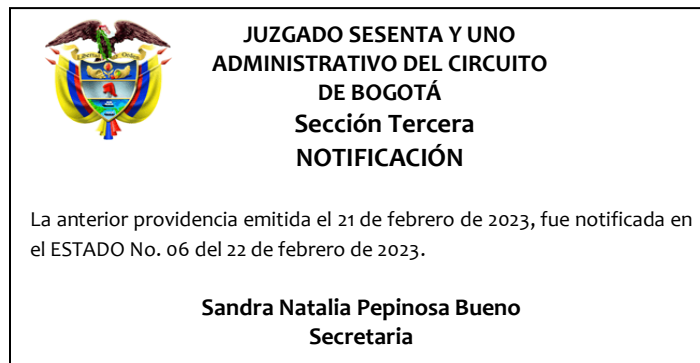 JUZGADO SESENTA Y UNO
ADMINISTRATIVO DEL CIRCUITO
DE BOGOTÁ
Sección Tercera
NOTIFICACIÓN
La anterior providencia emitida el 21 de febrero de 2023, fue notificada en
el ESTADO No. 06 del 22 de febrero de 2023.
Sandra Natalia Pepinosa Bueno
Secretaria